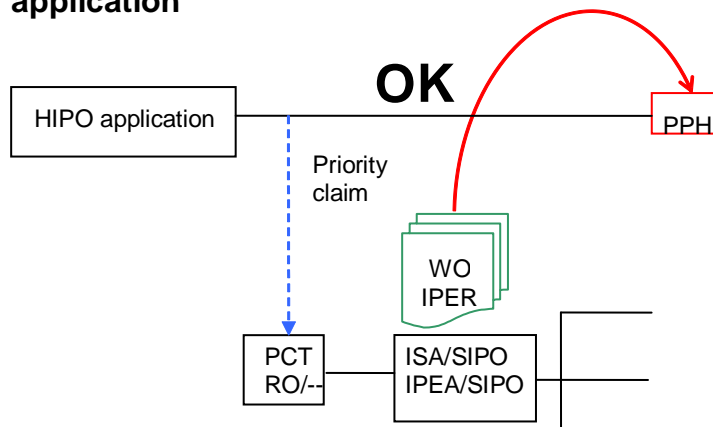 application
OK
HIPO application
PPH
Priority
claim
WO
IPER
PCT
RO/--
ISA/SIPO
IPEA/SIPO